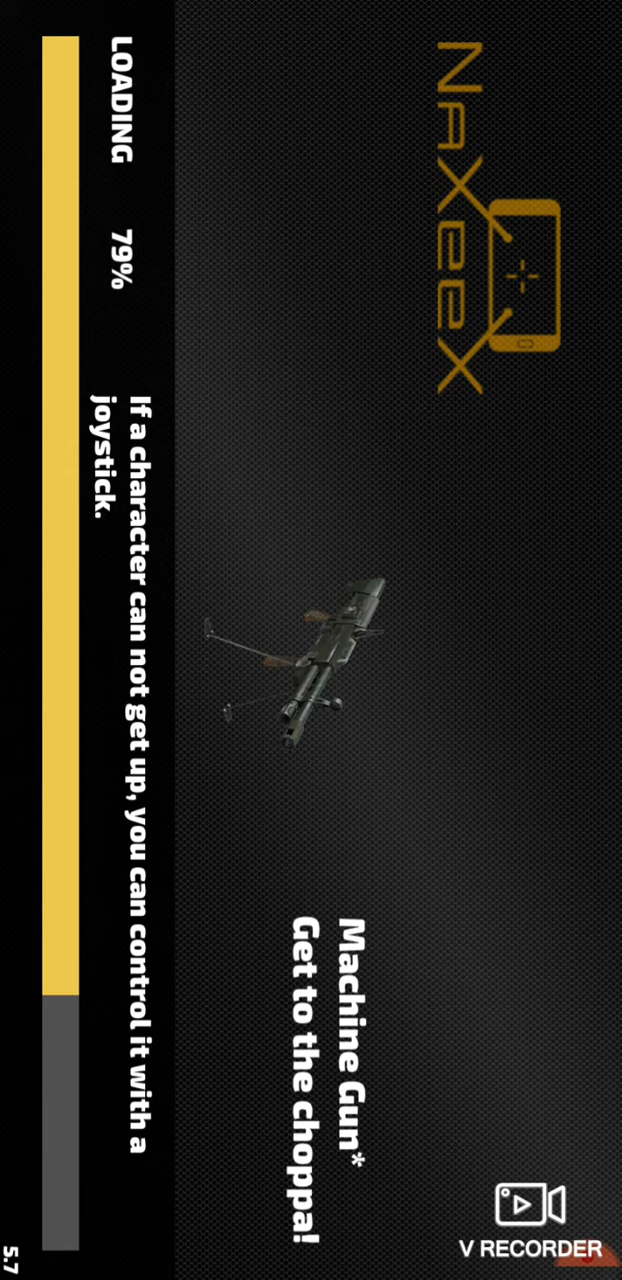 NaXeeX
V RECORDER
Machine Gun*
Get to the choppa!
LOADING 79%
If a character can not get up, you can control it with a
joystick.
5.7